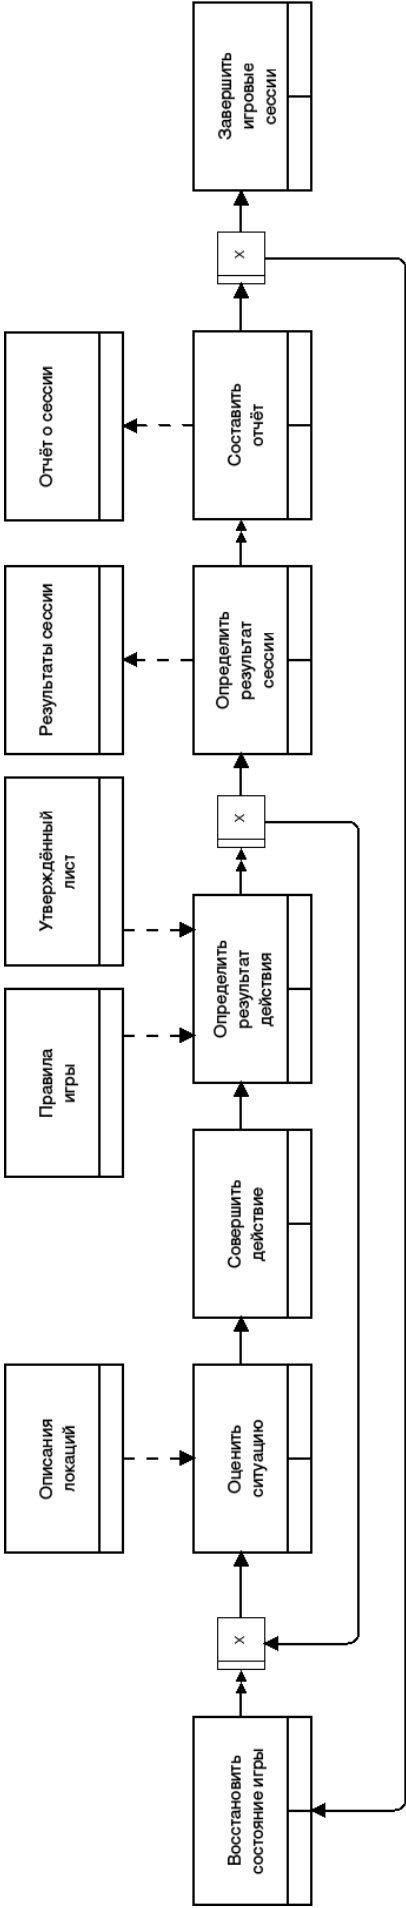 Описания
локаций
Правила
игры
Утверждённый
лист
Результаты сессии
Отчёт о сессии
Восстановить
состояние игры
X
Оценить
ситуацию
Совершить
действие
Определить
результат
действия
X
Определить
результат
сессии
Составить
отчёт
X
Завершить
игровые
сессии